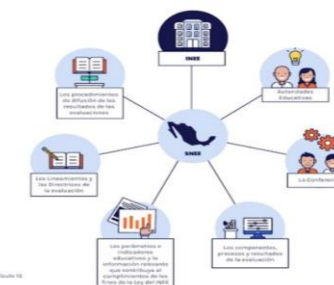 INEE
Autoridades
Educativas
Los procedimientos
de difusión de los
resultados de las
evaluaciones
SNEE
Los Lineamientos y
las Directrices de
la evaluación
La Conferen
Los parámetros e
indicadores
educativos y la
información relevante
que contribuya al
cumplimientos de los
fines de la Ley del INEE
Los componentes,
procesos y resultados
de la evaluación.